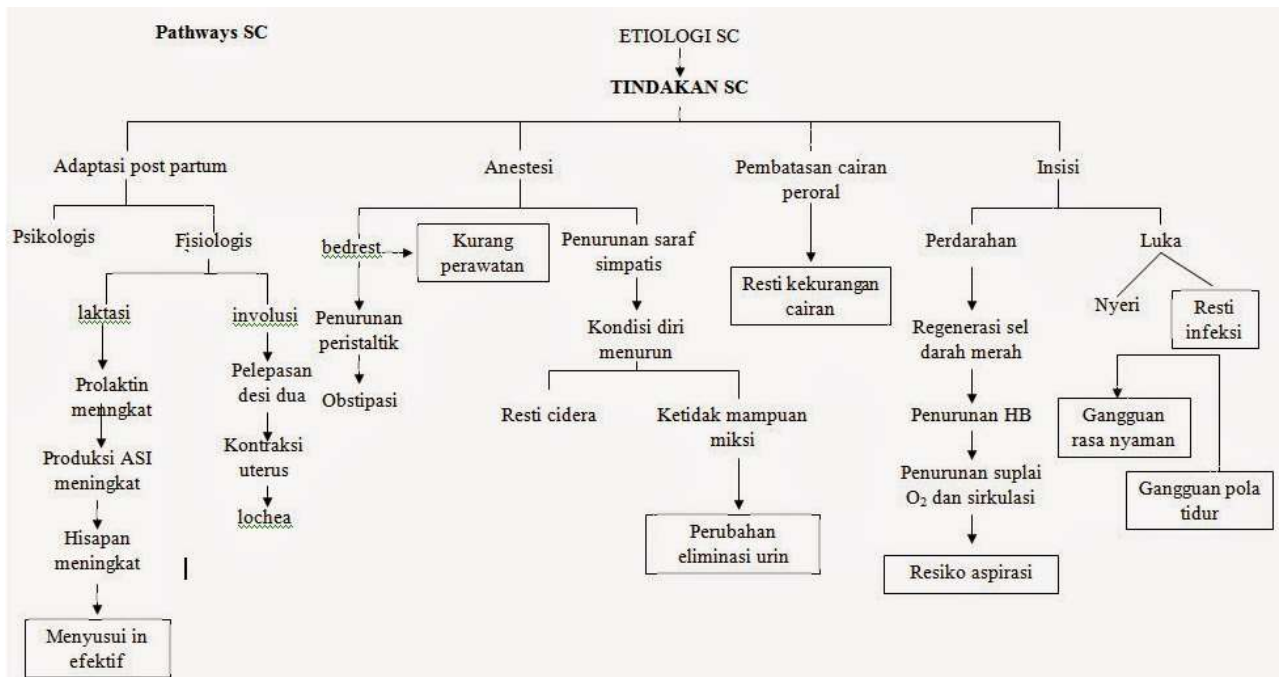 Pathways SC
ETIOLOGI SC
TINDAKAN SC
Adaptasi post partum
Anestesi
Pembatasan cairan
peroral
Insisi
Psikologis
Fisiologis
bedrest
Kurang
perawatan
Penurunan saraf
simpatis
Resti kekurangan
cairan
Perdarahan
Luka
Nyeri
Resti
infeksi
laktasi
involusi
Penurunan
peristaltik
Kondisi diri
menurun
Regenerasi sel
darah merah
Prolaktin
meningkat
Pelepasan
desi dua
Obstipasi
Resti cidera
Ketidak mampuan
miksi
Penurunan HB
Gangguan
rasa nyaman
Produksi ASI
meningkat
Kontraksi
uterus
Penurunan suplai
O₂ dan sirkulasi
Gangguan pola
tidur
Hisapan
meningkat
lochea
Perubahan
eliminasi urin
Resiko aspirasi
Menyusui in
efektif